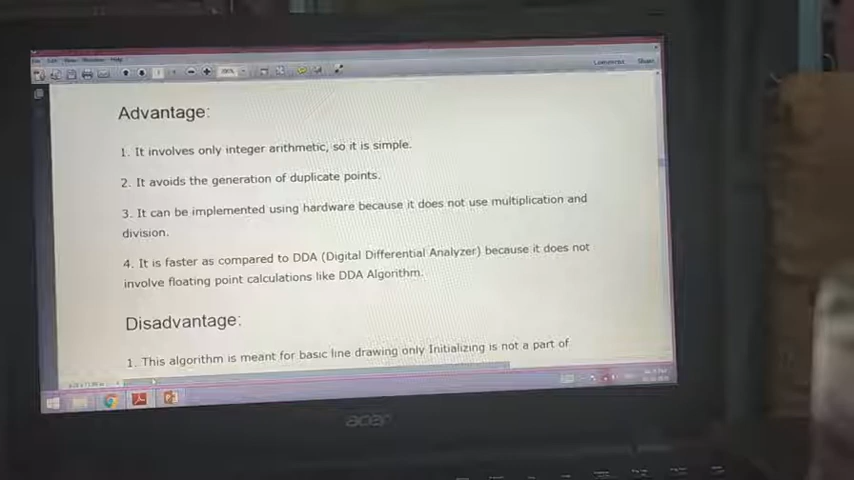 Comment
Share
Advantage:
1. It involves only integer arithmetic, so it is simple.
2. It avoids the generation of duplicate points.
3. It can be implemented using hardware because it does not use multiplication and
division.
4. It is faster as compared to DDA (Digital Differential Analyzer) because it does not
involve floating point calculations like DDA Algorithm.
Disadvantage:
1. This algorithm is meant for basic line drawing only Initializing is not a part of
acer